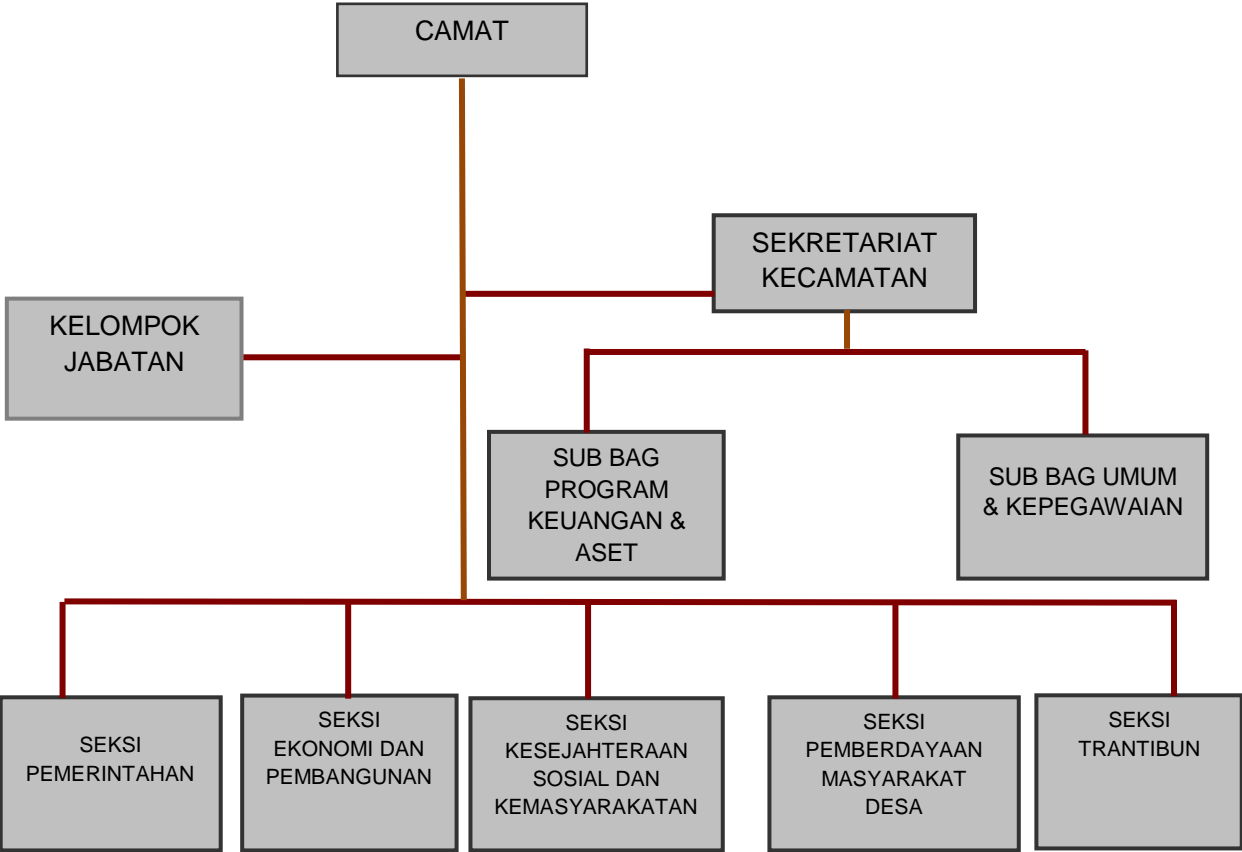 CAMAT
SEKRETARIAT
KECAMATAN
KELOMPOK
JABATAN
SUB BAG
PROGRAM
KEUANGAN &
ASET
SUB BAG UMUM
& KEPEGAWAIAN
SEKSI
PEMERINTAHAN
SEKSI
EKONOMI DAN
PEMBANGUNAN
SEKSI
KESEJAHTERAAN
SOSIAL DAN
KEMASYARAKATAN
SEKSI
PEMBERDAYAAN
MASYARAKAT
DESA
SEKSI
TRANTIBUN